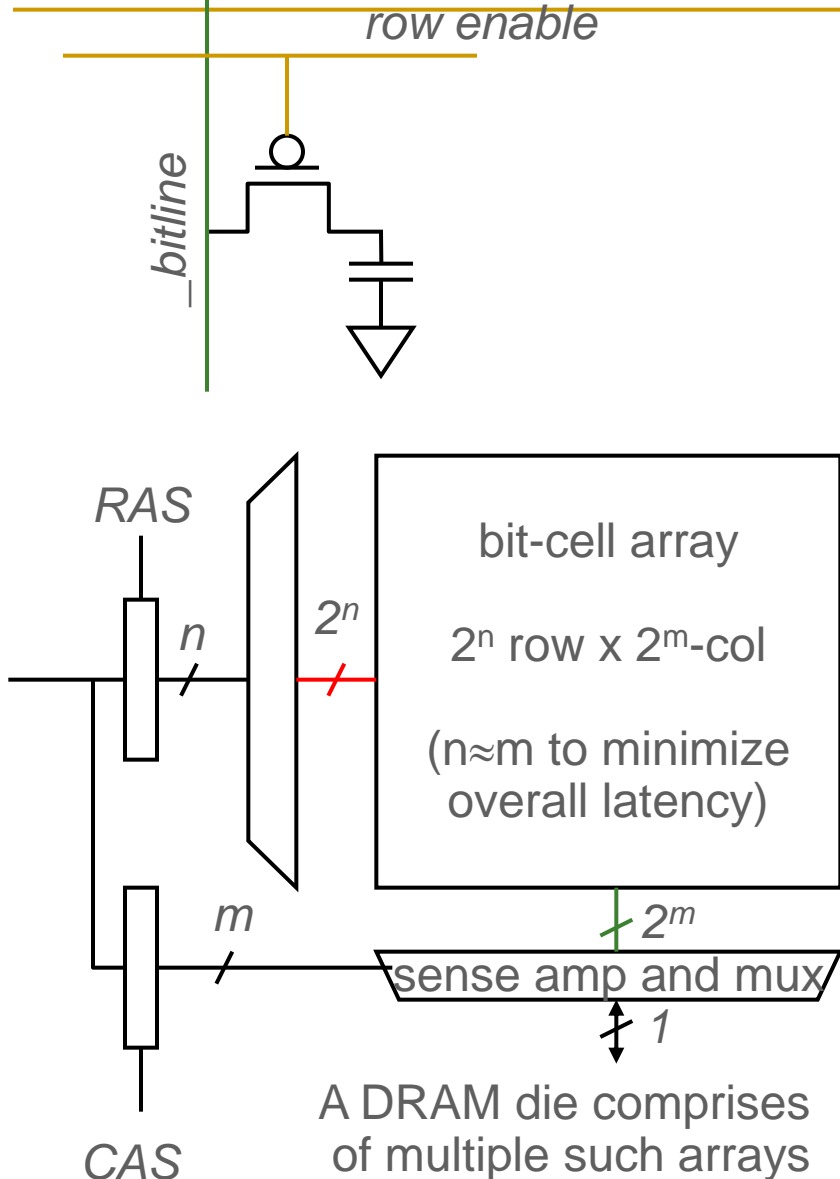 row enable
_bitline
RAS
n
2ⁿ
bit-cell array
2ⁿ row x 2ᵐ-col
(n≈m to minimize
overall latency)
m
2ᵐ
sense amp and mux
1
A DRAM die comprises
of multiple such arrays
CAS